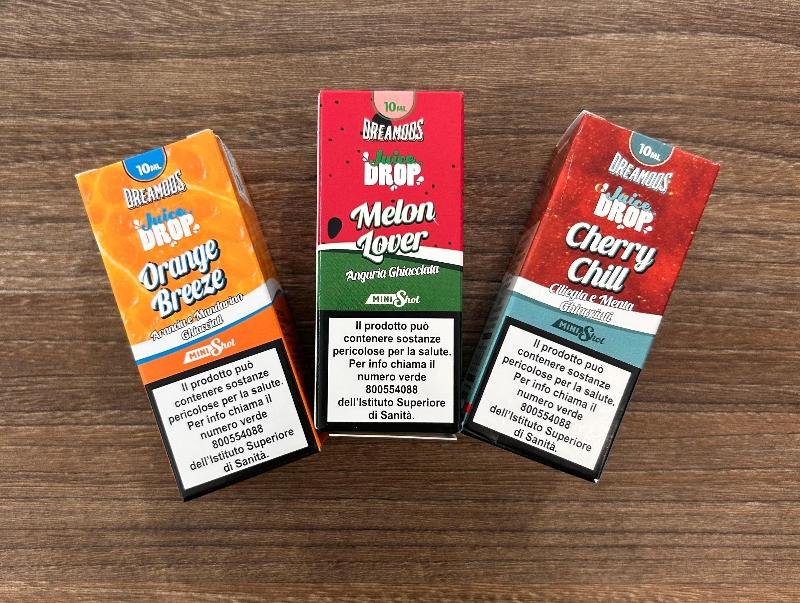 10ML
DREAMODS
Juice
DROP
Orange
Breeze
Arancia e Mandarino
Ghiacciati
MINI Shot
Il prodotto può
contenere sostanze
pericolose per la salute.
Per info chiama il
numero verde
800554088
dell'Istituto Superiore
di Sanità.
10ML
DREAMODS
Juice
DROP
Melon
Lover
Anguria Ghiacciata
MINI Shot
Il prodotto può
contenere sostanze
pericolose per la salute.
Per info chiama il
numero verde
800554088
dell'Istituto Superiore
di Sanità.
10ML
DREAMODS
Juice
DROP
Cherry
Chill
Ciliegia e Menta
Ghiacciati
MINI Shot
Il prodotto può
contenere sostanze
pericolose per la salute.
Per info chiama il
numero verde
800554088
dell'Istituto Superiore
di Sanità.